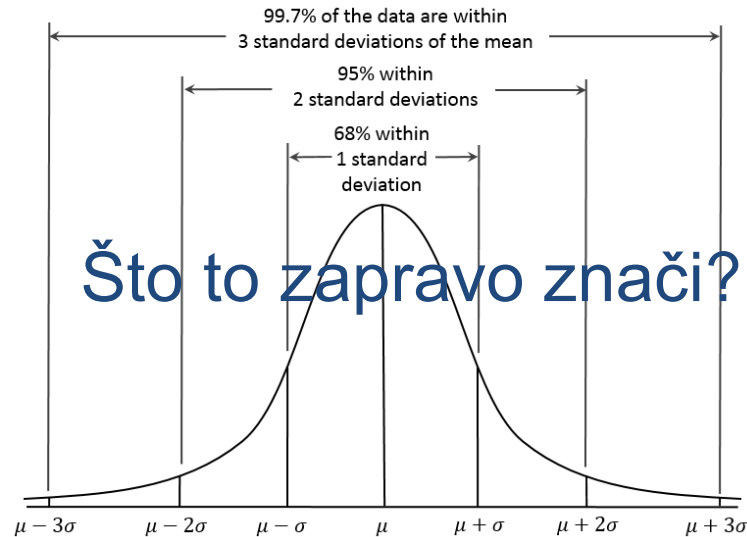 99.7% of the data are within
3 standard deviations of the mean
95% within
2 standard deviations
68% within
1 standard
deviation
Što to zapravo znači?
μ − 3σ
μ − 2σ
μ − σ
μ
μ + σ
μ + 2σ
μ + 3σ